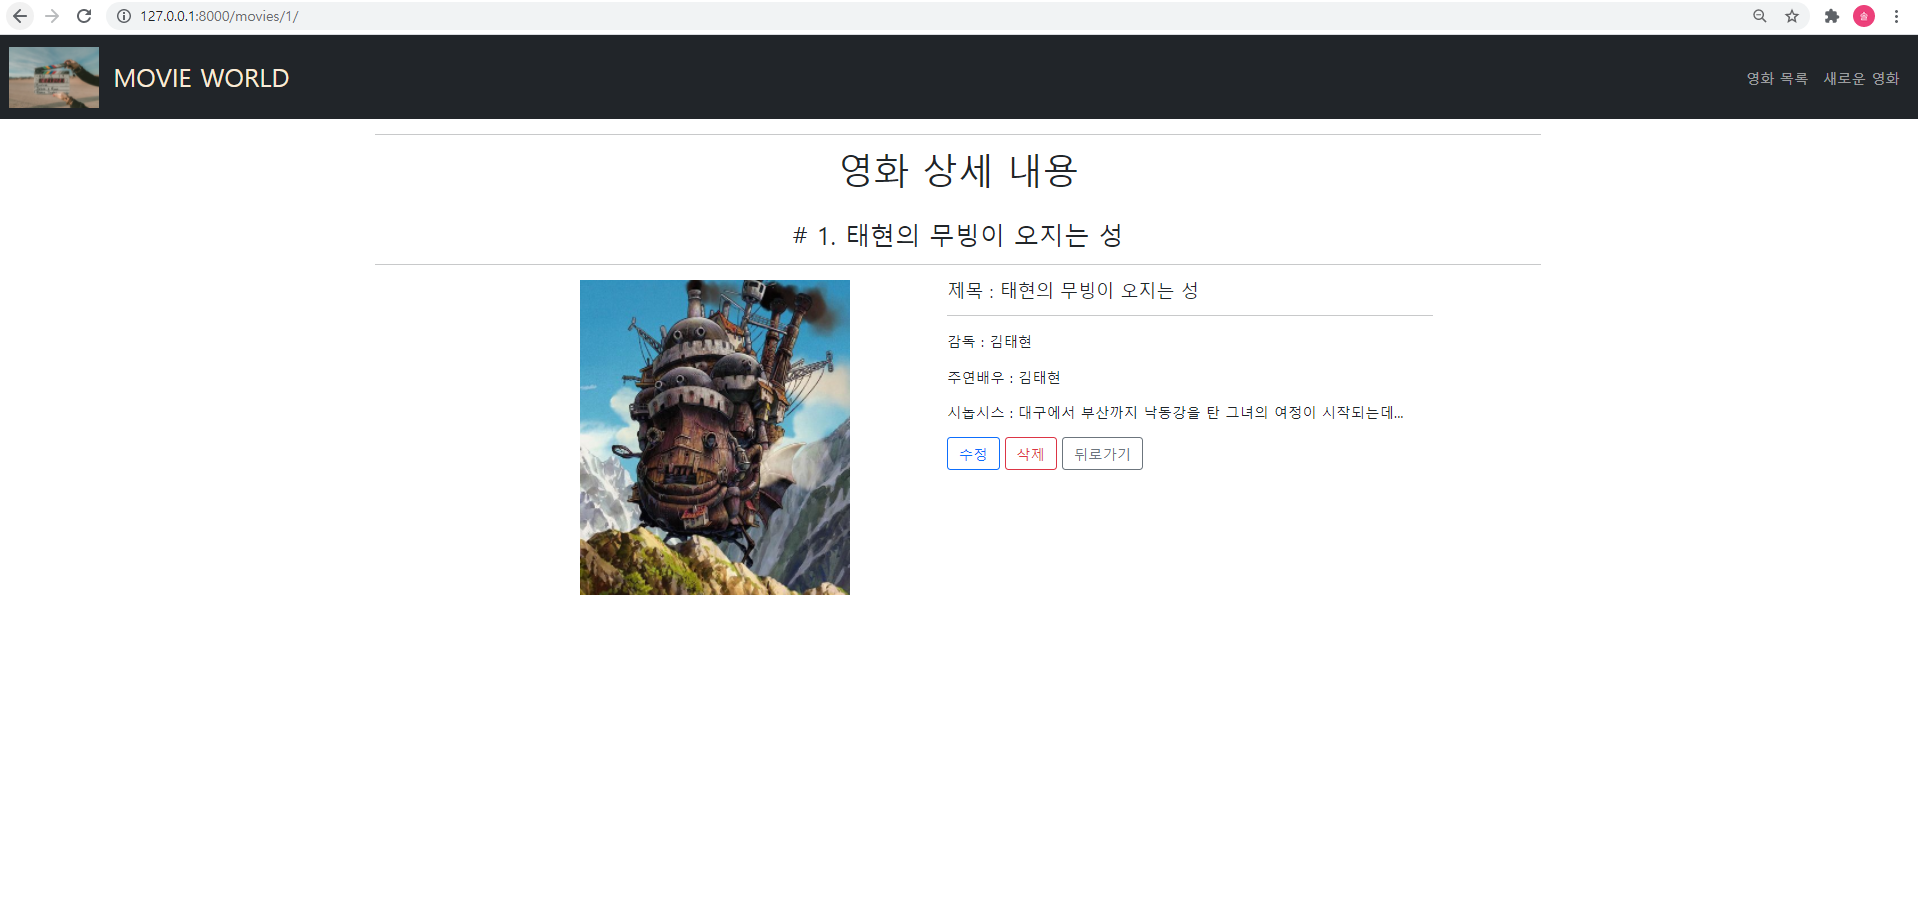 127.0.0.1:8000/movies/1/
MOVIE WORLD
영화 목록 새로운 영화
영화 상세 내용
# 1. 태현의 무빙이 오지는 성
제목 : 태현의 무빙이 오지는 성
감독 : 김태현
주연배우 : 김태현
시놉시스 : 대구에서 부산까지 낙동강을 탄 그녀의 여정이 시작되는데...
수정 삭제 뒤로가기